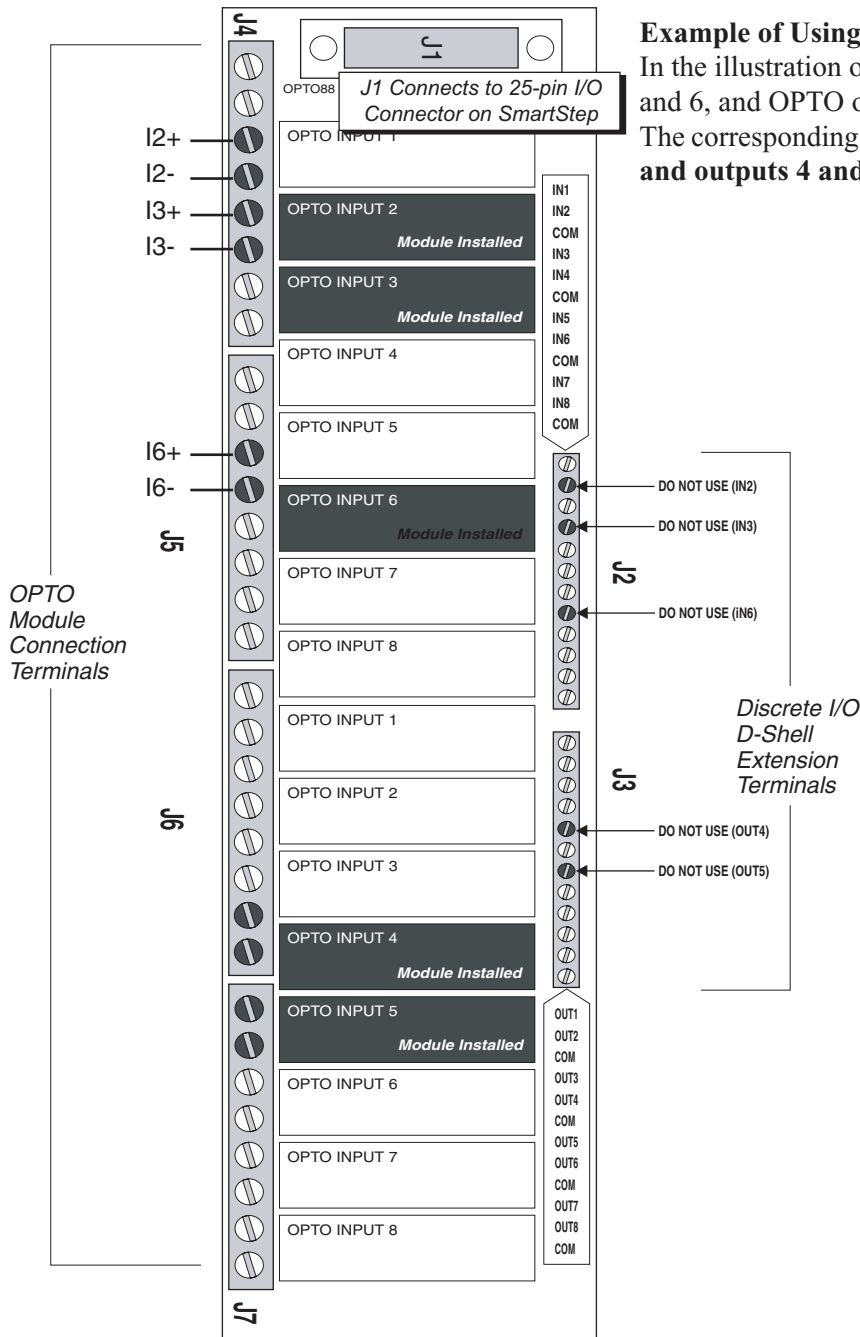 J4
J1
OPTO88
J1 Connects to 25-pin I/O
Connector on SmartStep
Example of Using
In the illustration o
and 6, and OPTO o
The corresponding
and outputs 4 and
I2+
I2-
I3+
I3-
I6+
I6-
J5
OPTO
Module
Connection
Terminals
J6
J7
OPTO INPUT 1
OPTO INPUT 2
Module Installed
OPTO INPUT 3
Module Installed
OPTO INPUT 4
OPTO INPUT 5
OPTO INPUT 6
Module Installed
OPTO INPUT 7
OPTO INPUT 8
OPTO INPUT 1
OPTO INPUT 2
OPTO INPUT 3
OPTO INPUT 4
Module Installed
OPTO INPUT 5
Module Installed
OPTO INPUT 6
OPTO INPUT 7
OPTO INPUT 8
IN1
IN2
COM
IN3
IN4
COM
IN5
IN6
COM
IN7
IN8
COM
DO NOT USE (IN2)
DO NOT USE (IN3)
J2
DO NOT USE (iN6)
Discrete I/O
D-Shell
Extension
Terminals
J3
DO NOT USE (OUT4)
DO NOT USE (OUT5)
OUT1
OUT2
COM
OUT3
OUT4
COM
OUT5
OUT6
COM
OUT7
OUT8
COM